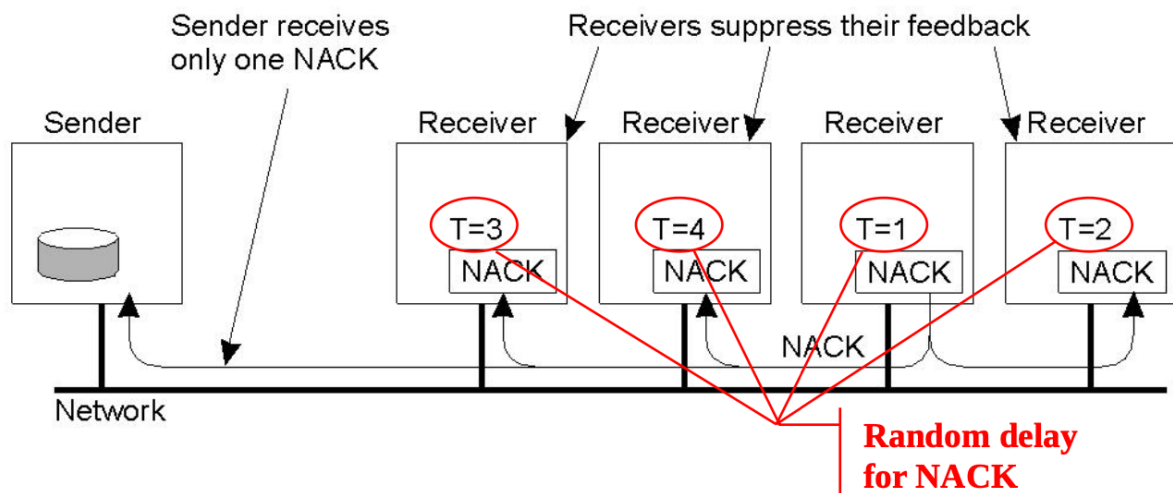 Sender receives
only one NACK
Receivers suppress their feedback
Sender
Receiver
Receiver
Receiver
Receiver
T=3
T=4
T=1
T=2
NACK
NACK
NACK
NACK
NACK
Network
Random delay
for NACK